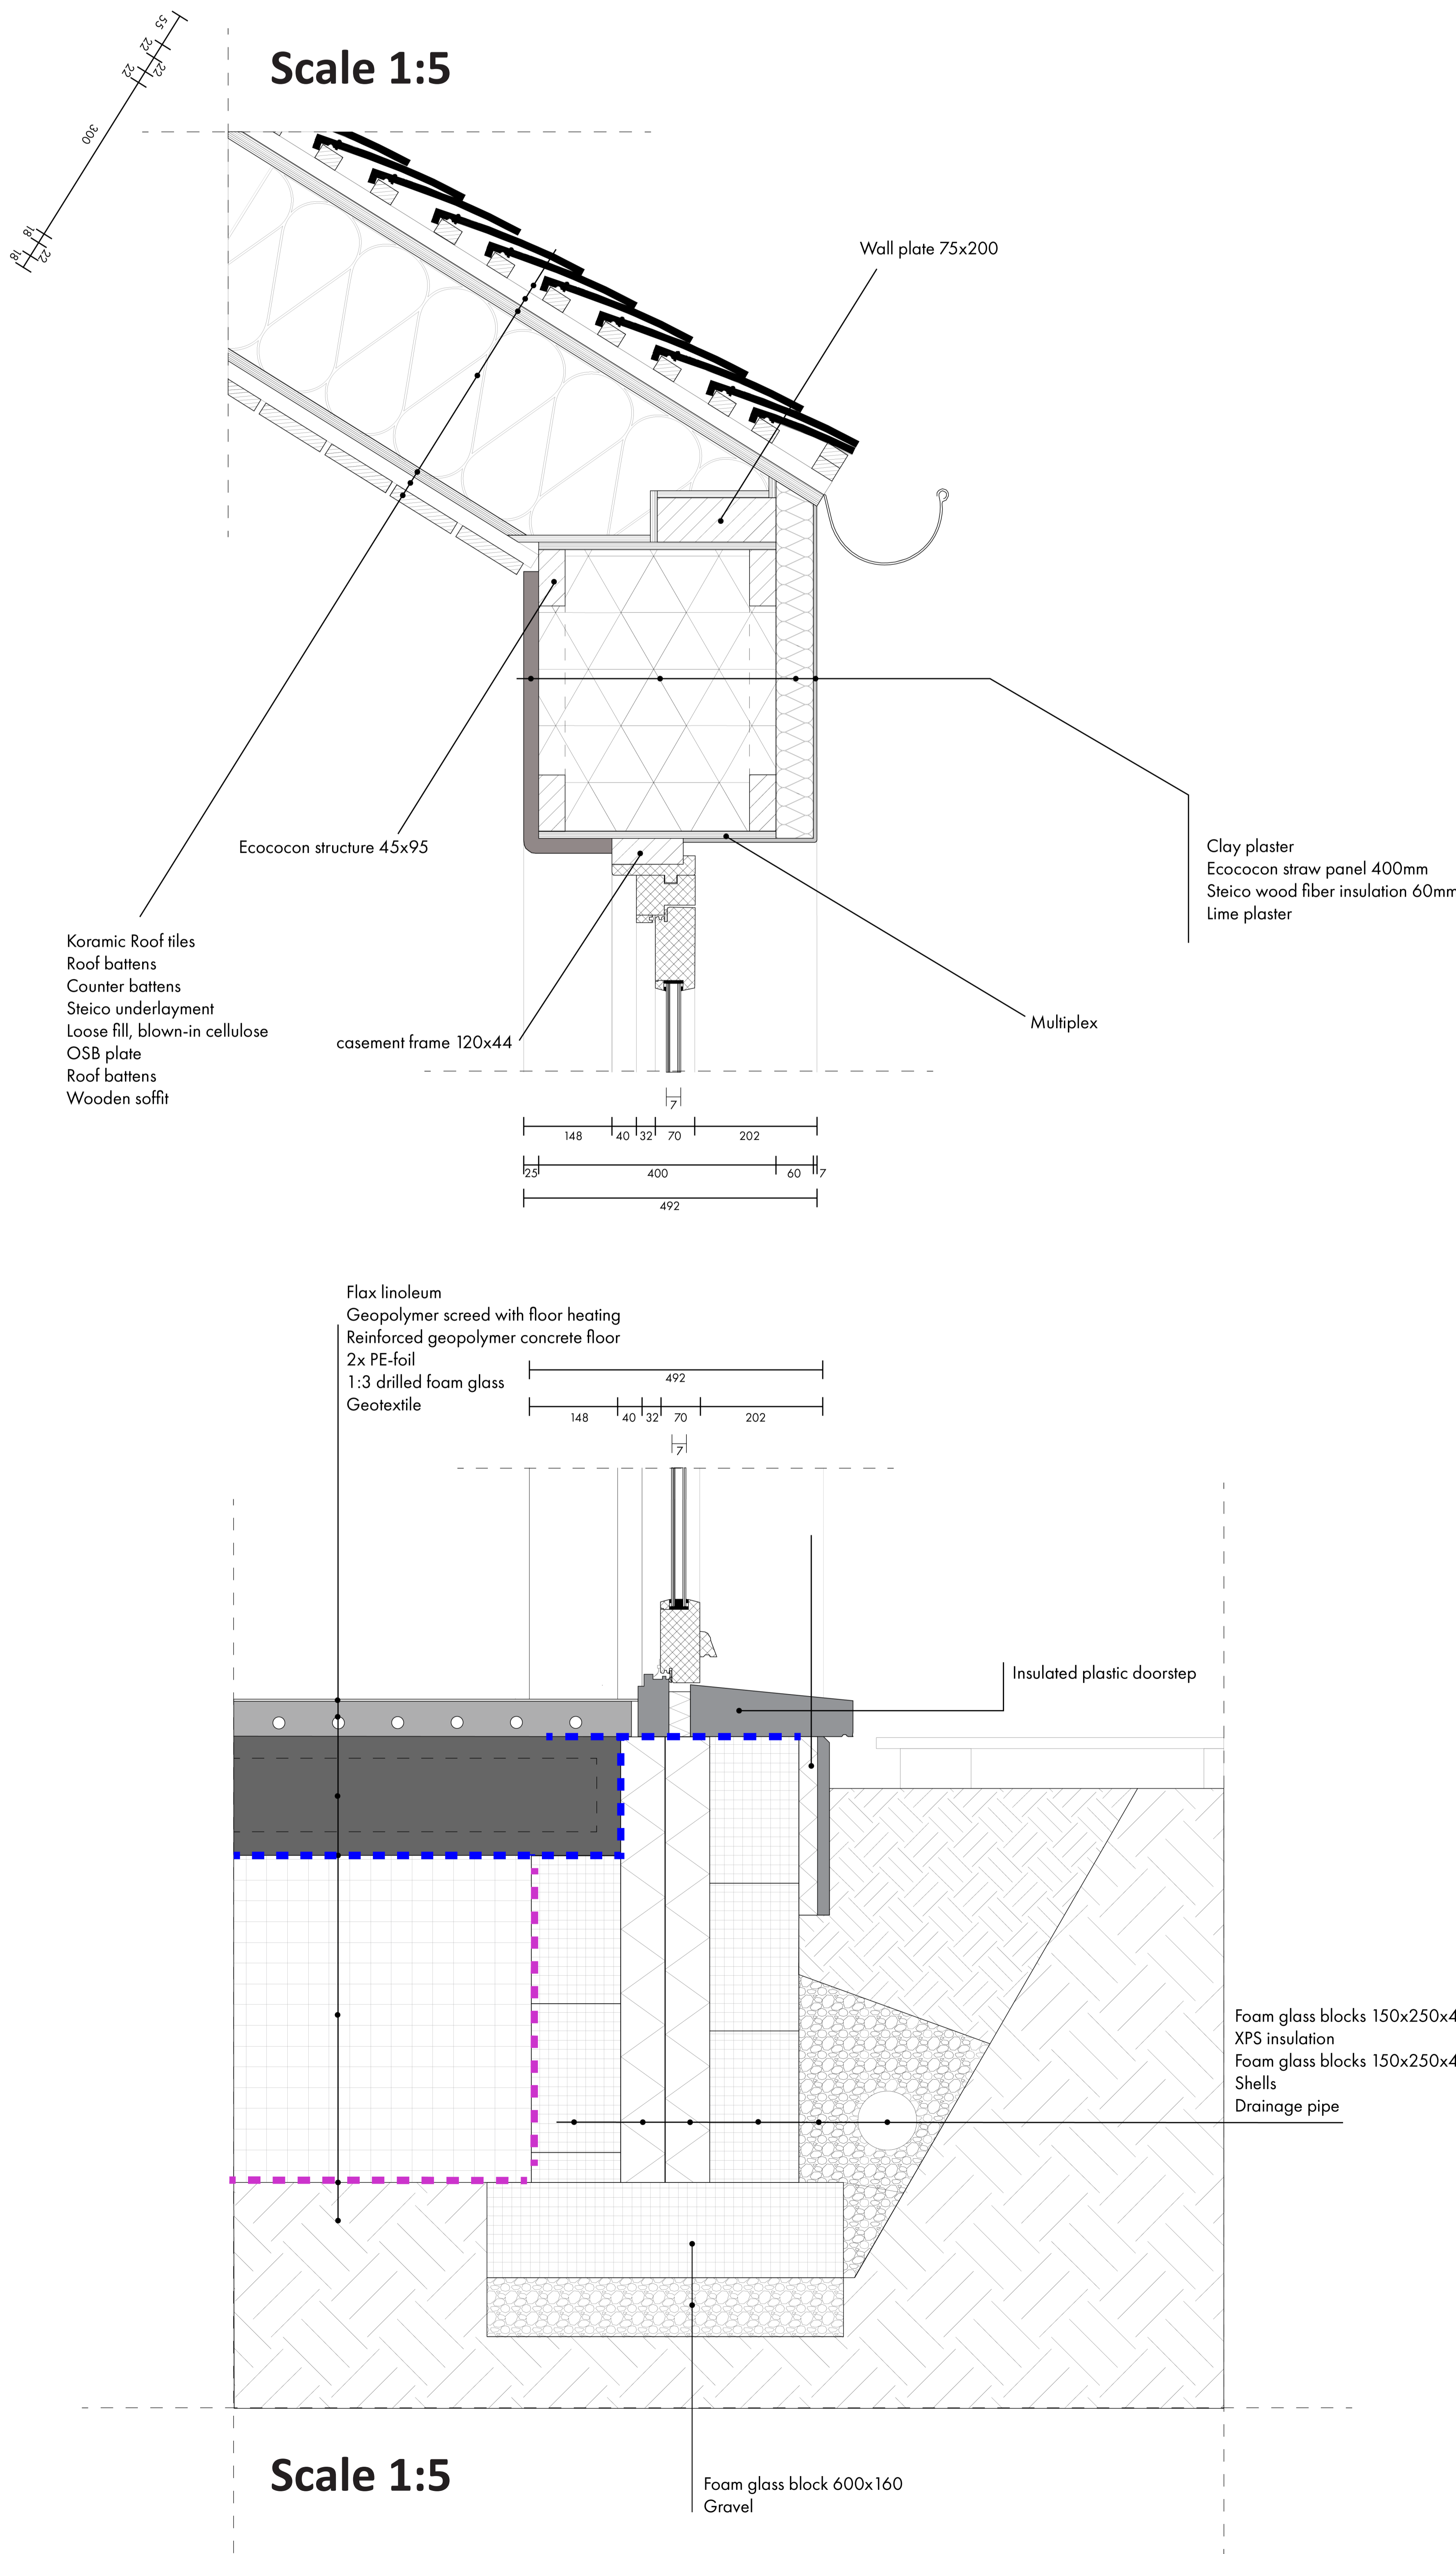 Scale 1:5
55
22
22
22
300
18
22
18
Wall plate 75x200
Ecococon structure 45x95
Clay plaster
Ecococon straw panel 400mm
Steico wood fiber insulation 60mm
Lime plaster
Koramic Roof tiles
Roof battens
Counter battens
Steico underlayment
Loose fill, blown-in cellulose
OSB plate
Roof battens
Wooden soffit
casement frame 120x44
Multiplex
7
148 40 32 70 202
25 400 60 7
492
Flax linoleum
Geopolymer screed with floor heating
Reinforced geopolymer concrete floor
2x PE-foil
1:3 drilled foam glass
Geotextile
492
148 40 32 70 202
7
Insulated plastic doorstep
Foam glass blocks 150x250x4
XPS insulation
Foam glass blocks 150x250x4
Shells
Drainage pipe
Scale 1:5
Foam glass block 600x160
Gravel